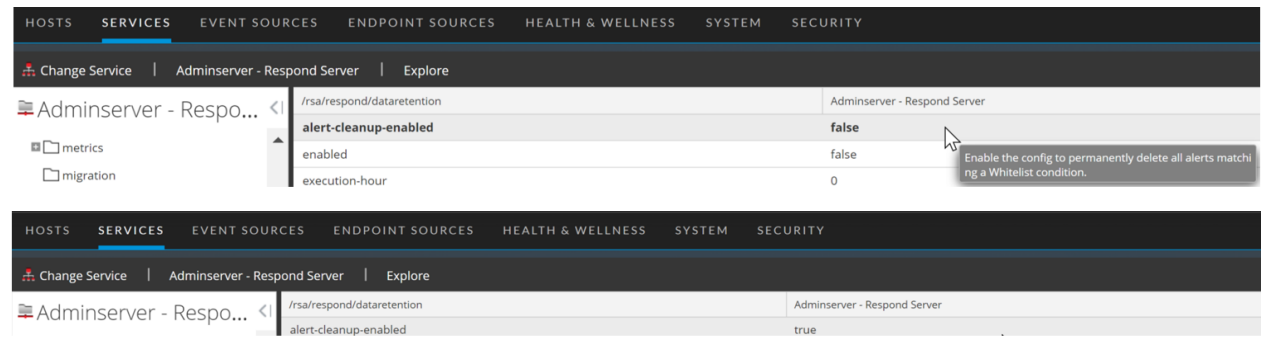 HOSTS SERVICES EVENT SOURCES ENDPOINT SOURCES HEALTH & WELLNESS SYSTEM SECURITY
Change Service | Adminserver - Respond Server | Explore
Adminserver - Respo...
/rsa/respond/dataretention Adminserver - Respond Server
alert-cleanup-enabled false
metrics
enabled false
Enable the config to permanently delete all alerts matchi
ng a Whitelist condition.
migration
execution-hour 0
HOSTS SERVICES EVENT SOURCES ENDPOINT SOURCES HEALTH & WELLNESS SYSTEM SECURITY
Change Service | Adminserver - Respond Server | Explore
Adminserver - Respo...
/rsa/respond/dataretention Adminserver - Respond Server
alert-cleanup-enabled true